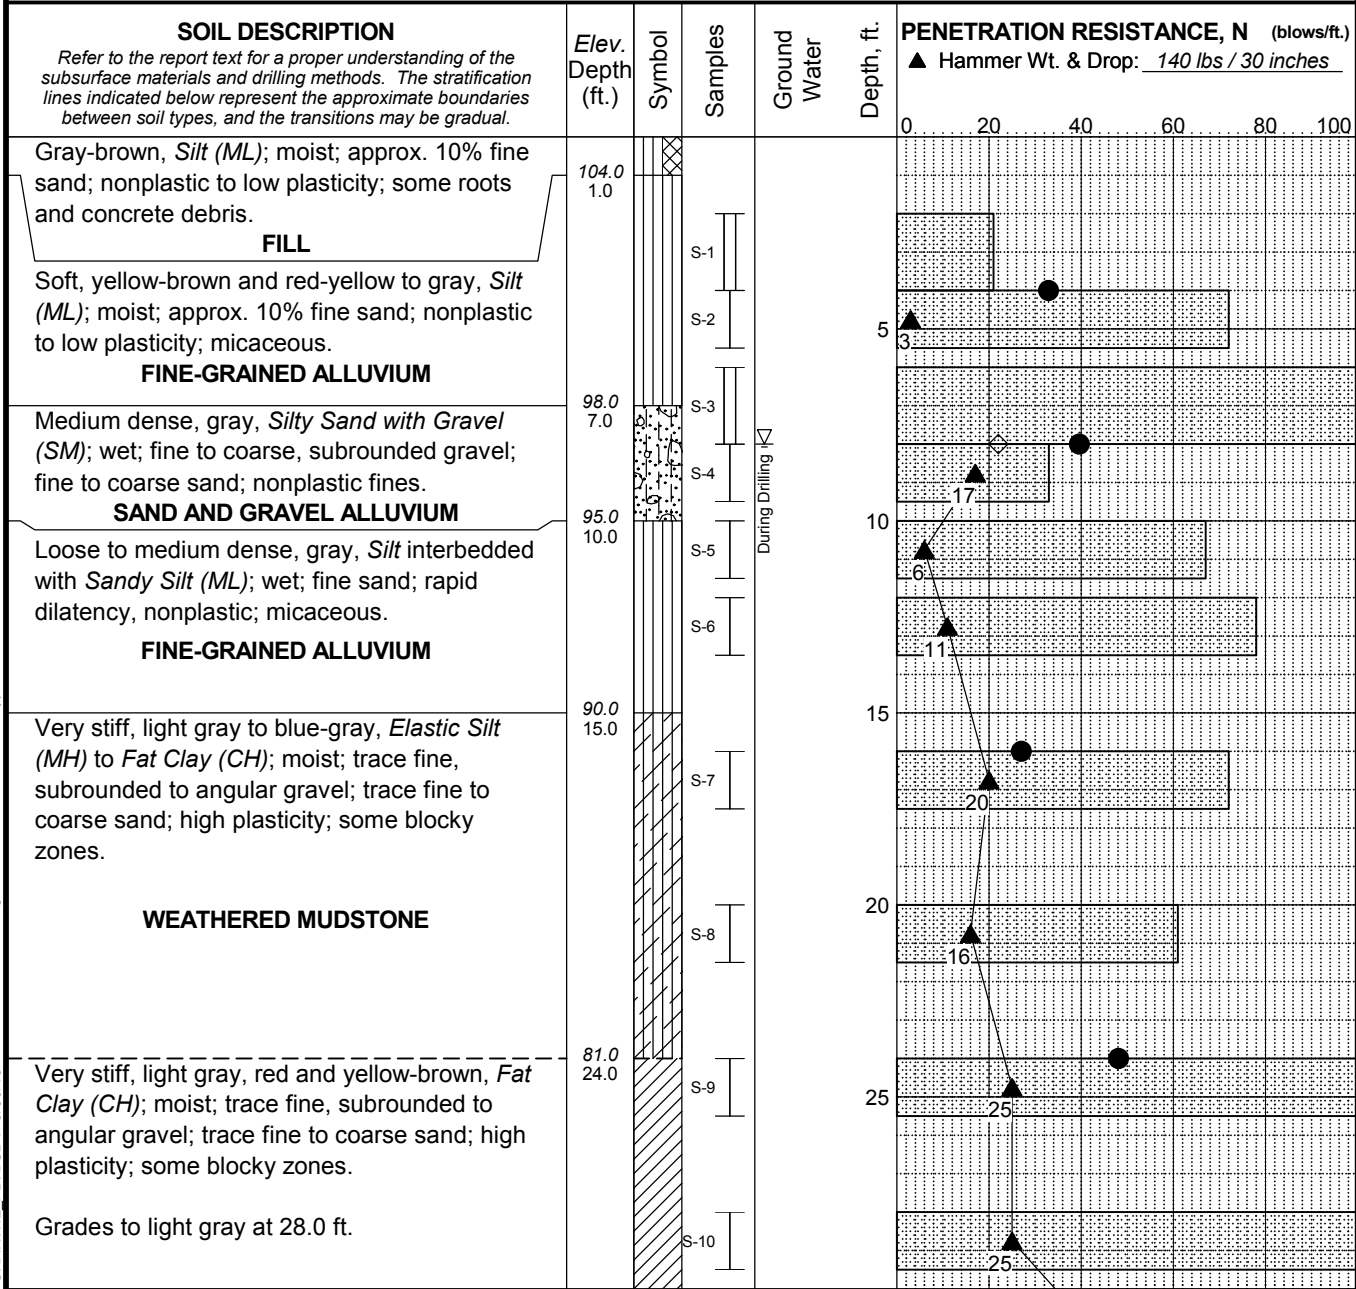 SOIL DESCRIPTION
Refer to the report text for a proper understanding of the
subsurface materials and drilling methods. The stratification
lines indicated below represent the approximate boundaries
between soil types, and the transitions may be gradual.
Elev.
Depth
(ft.)
Symbol
Samples
Ground
Water
Depth, ft.
PENETRATION RESISTANCE, N (blows/ft.)
▲ Hammer Wt. & Drop: 140 lbs / 30 inches
0 20 40 60 80 100
Gray-brown, Silt (ML); moist; approx. 10% fine
sand; nonplastic to low plasticity; some roots
and concrete debris.
FILL
104.0
1.0
Soft, yellow-brown and red-yellow to gray, Silt
(ML); moist; approx. 10% fine sand; nonplastic
to low plasticity; micaceous.
FINE-GRAINED ALLUVIUM
S-1
S-2
5
3
98.0
7.0
S-3
Medium dense, gray, Silty Sand with Gravel
(SM); wet; fine to coarse, subrounded gravel;
fine to coarse sand; nonplastic fines.
SAND AND GRAVEL ALLUVIUM
S-4
During Drilling
17
95.0
10.0
10
Loose to medium dense, gray, Silt interbedded
with Sandy Silt (ML); wet; fine sand; rapid
dilatency, nonplastic; micaceous.
FINE-GRAINED ALLUVIUM
S-5
6
S-6
11
90.0
15.0
15
Very stiff, light gray to blue-gray, Elastic Silt
(MH) to Fat Clay (CH); moist; trace fine,
subrounded to angular gravel; trace fine to
coarse sand; high plasticity; some blocky
zones.
WEATHERED MUDSTONE
S-7
20
20
S-8
16
81.0
24.0
Very stiff, light gray, red and yellow-brown, Fat
Clay (CH); moist; trace fine, subrounded to
angular gravel; trace fine to coarse sand; high
plasticity; some blocky zones.
S-9
25
25
Grades to light gray at 28.0 ft.
S-10
25